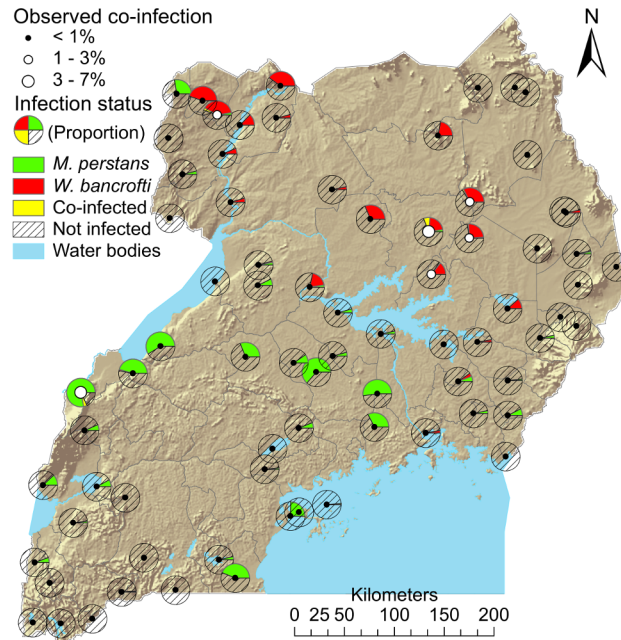 Observed co-infection
< 1%
1 - 3%
3 - 7%
Infection status
(Proportion)
M. perstans
W. bancrofti
Co-infected
Not infected
Water bodies
N
Kilometers
0 25 50 100 150 200